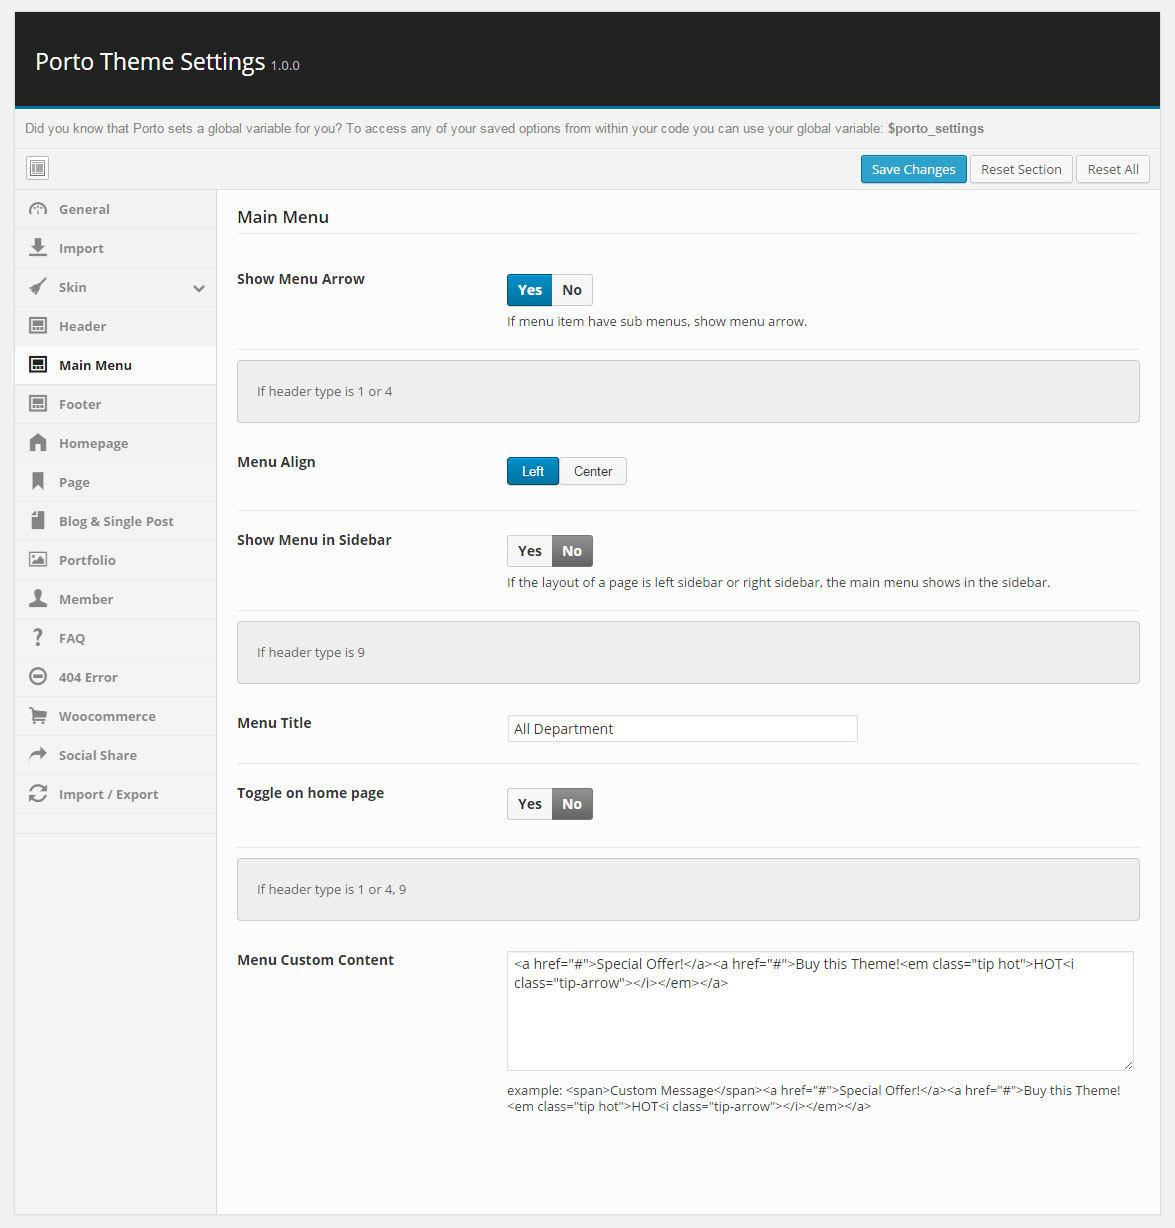 Porto Theme Settings 1.0.0
Did you know that Porto sets a global variable for you? To access any of your saved options from within your code you can use your global variable: $porto_settings
Save Changes Reset Section Reset All
General
Import
Skin
Header
Main Menu
Footer
Homepage
Page
Blog & Single Post
Portfolio
Member
FAQ
404 Error
Woocommerce
Social Share
Import / Export
Main Menu
Show Menu Arrow
Yes No
If menu item have sub menus, show menu arrow.
If header type is 1 or 4
Menu Align
Left Center
Show Menu in Sidebar
Yes No
If the layout of a page is left sidebar or right sidebar, the main menu shows in the sidebar.
If header type is 9
Menu Title
All Department
Toggle on home page
Yes No
If header type is 1 or 4, 9
Menu Custom Content
<a href="#">Special Offer!</a><a href="#">Buy this Theme!<em class="tip hot">HOT<i
class="tip-arrow"></i></em></a>
example: <span>Custom Message</span><a href="#">Special Offer!</a><a href="#">Buy this Theme!
<em class="tip hot">HOT<i class="tip-arrow"></i></em></a>